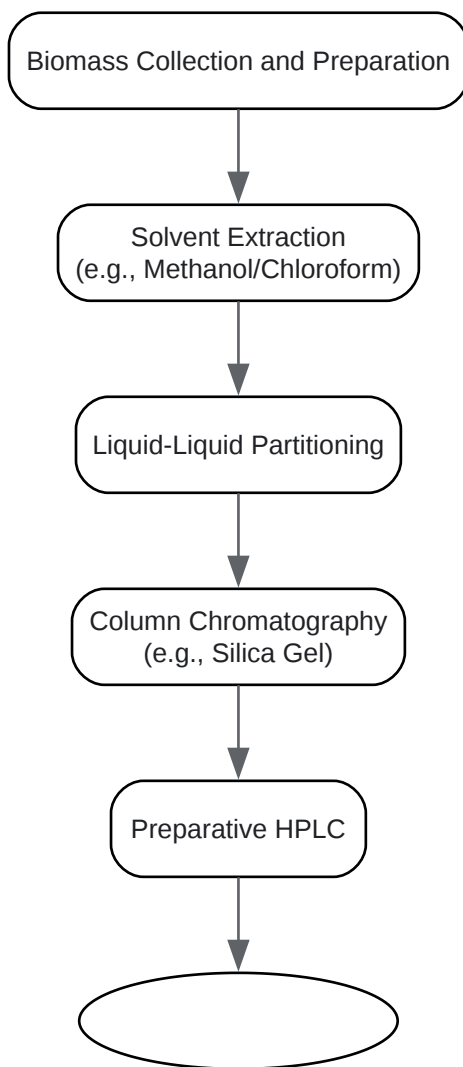 Biomass Collection and Preparation
Solvent Extraction
(e.g., Methanol/Chloroform)
Liquid-Liquid Partitioning
Column Chromatography
(e.g., Silica Gel)
Preparative HPLC